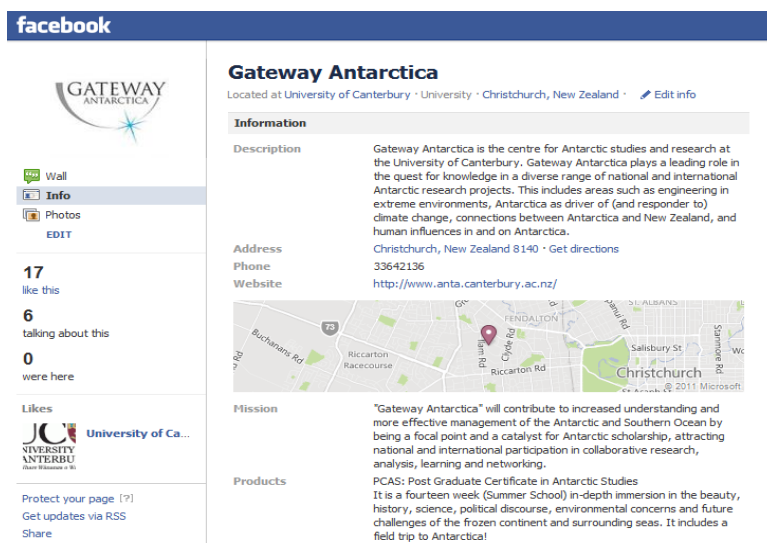 facebook
GATEWAY
ANTARCTICA
Wall
Info
Photos
EDIT
17
like this
6
talking about this
0
were here
Likes
University of Ca...
UC
NIVERSITY
ANTERBU
Protect your page [?]
Get updates via RSS
Share
Gateway Antarctica
Located at University of Canterbury · University · Christchurch, New Zealand · Edit info
Information
Description
Gateway Antarctica is the centre for Antarctic studies and research at
the University of Canterbury. Gateway Antarctica plays a leading role in
the quest for knowledge in a diverse range of national and international
Antarctic research projects. This includes areas such as engineering in
extreme environments, Antarctica as driver of (and responder to)
climate change, connections between Antarctica and New Zealand, and
human influences in and on Antarctica.
Address
Christchurch, New Zealand 8140 · Get directions
Phone
33642136
Website
http://www.anta.canterbury.ac.nz/
ST. ALBANS
FENDALTON
73
Buchanans Rd
Riccarton
Racecourse
Ilam Rd
Clyde Rd
Riccarton Rd
Salisbury St
Stanmore Rd
Christchurch
© 2011 Microsoft
Mission
"Gateway Antarctica" will contribute to increased understanding and
more effective management of the Antarctic and Southern Ocean by
being a focal point and a catalyst for Antarctic scholarship, attracting
national and international participation in collaborative research,
analysis, learning and networking.
Products
PCAS: Post Graduate Certificate in Antarctic Studies
It is a fourteen week (Summer School) in-depth immersion in the beauty,
history, science, political discourse, environmental concerns and future
challenges of the frozen continent and surrounding seas. It includes a
field trip to Antarctica!